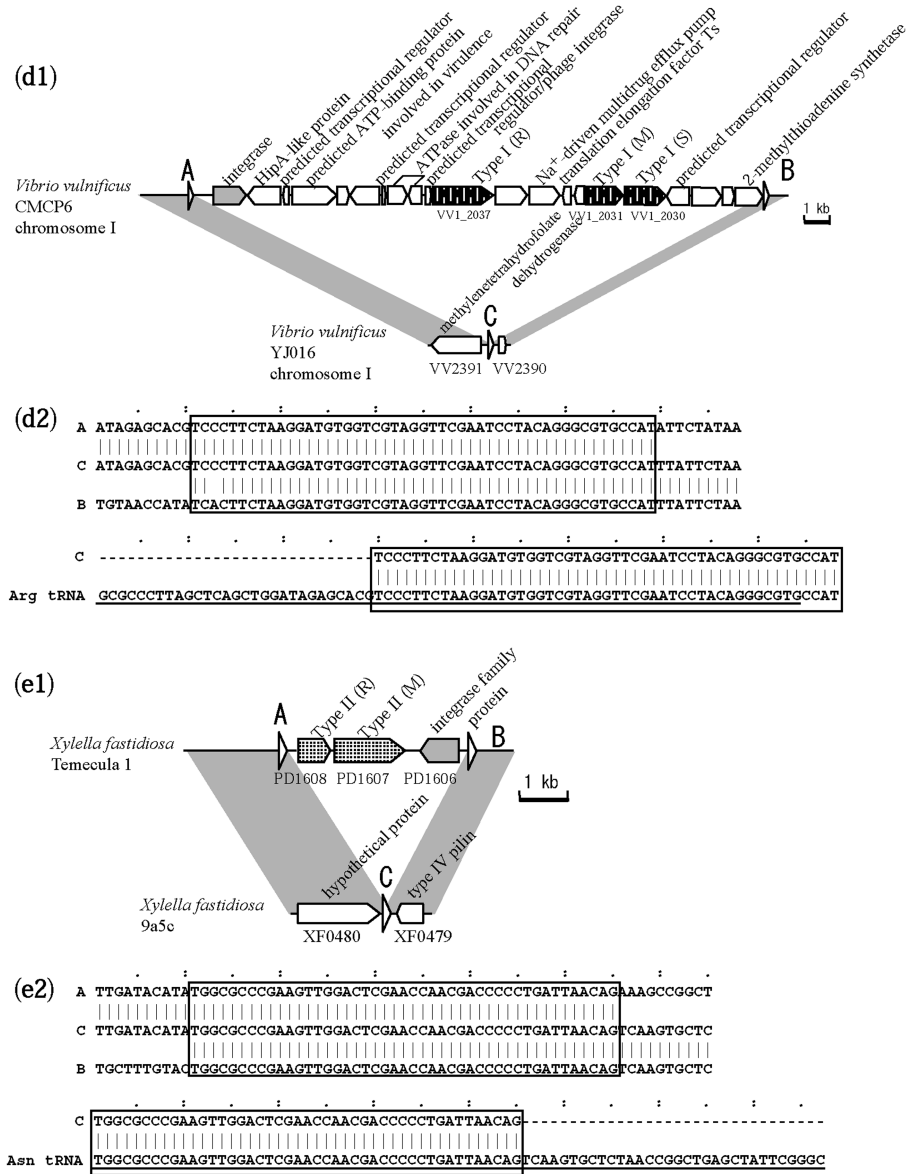 (d1)
integrase
HipA-like protein
predicted transcriptional regulator
predicted ATP-binding protein
involved in virulence
predicted transcriptional regulator
ATPase involved in DNA repair
predicted transcriptional
regulator/phage integrase
Type I (R)
Na+-driven multidrug efflux pump
translation elongation factor Ts
Type I (M)
Type I (S)
predicted transcriptional regulator
2-methylthioadenine synthetase
A
B
Vibrio vulnificus
CMCP6
chromosome I
VV1_2037
VV1_2031
VV1_2030
1 kb
methylenetetrahydrofolate
dehydrogenase
C
Vibrio vulnificus
YJ016
chromosome I
VV2391
VV2390
(d2)
A ATAGAGCACGTCCCTTCTAAGGATGTGGTCGTAGGTTCGAATCCTACAGGGCGTGCCATATTCTATAA
C ATAGAGCACGTCCCTTCTAAGGATGTGGTCGTAGGTTCGAATCCTACAGGGCGTGCCATTTATTCTAA
B TGTAACCATATCACTTCTAAGGATGTGGTCGTAGGTTCGAATCCTACAGGGCGTGCCATTTATTCTAA
C -----------------------------TCCCTTCTAAGGATGTGGTCGTAGGTTCGAATCCTACAGGGCGTGCCAT
Arg tRNA GCGCCCTTAGCTCAGCTGGATAGAGCACGTCCCTTCTAAGGATGTGGTCGTAGGTTCGAATCCTACAGGGCGTGCCAT
(e1)
Type II (R)
Type II (M)
integrase family
protein
A
B
Xylella fastidiosa
Temecula 1
PD1608
PD1607
PD1606
1 kb
hypothetical protein
C
type IV pilin
Xylella fastidiosa
9a5c
XF0480
XF0479
(e2)
A TTGATACATATGGCGCCCGAAGTTGGACTCGAACCAACGACCCCCTGATTAACAGAAAGCCGGCT
C TTGATACATATGGCGCCCGAAGTTGGACTCGAACCAACGACCCCCTGATTAACAGTCAAGTGCTC
B TGCTTTGTACTGGCGCCCGAAGTTGGACTCGAACCAACGACCCCCTGATTAACAGTCAAGTGCTC
C TGGCGCCCGAAGTTGGACTCGAACCAACGACCCCCTGATTAACAG--------------------------------
Asn tRNA TGGCGCCCGAAGTTGGACTCGAACCAACGACCCCCTGATTAACAGTCAAGTGCTCTAACCGGCTGAGCTATTCGGGC